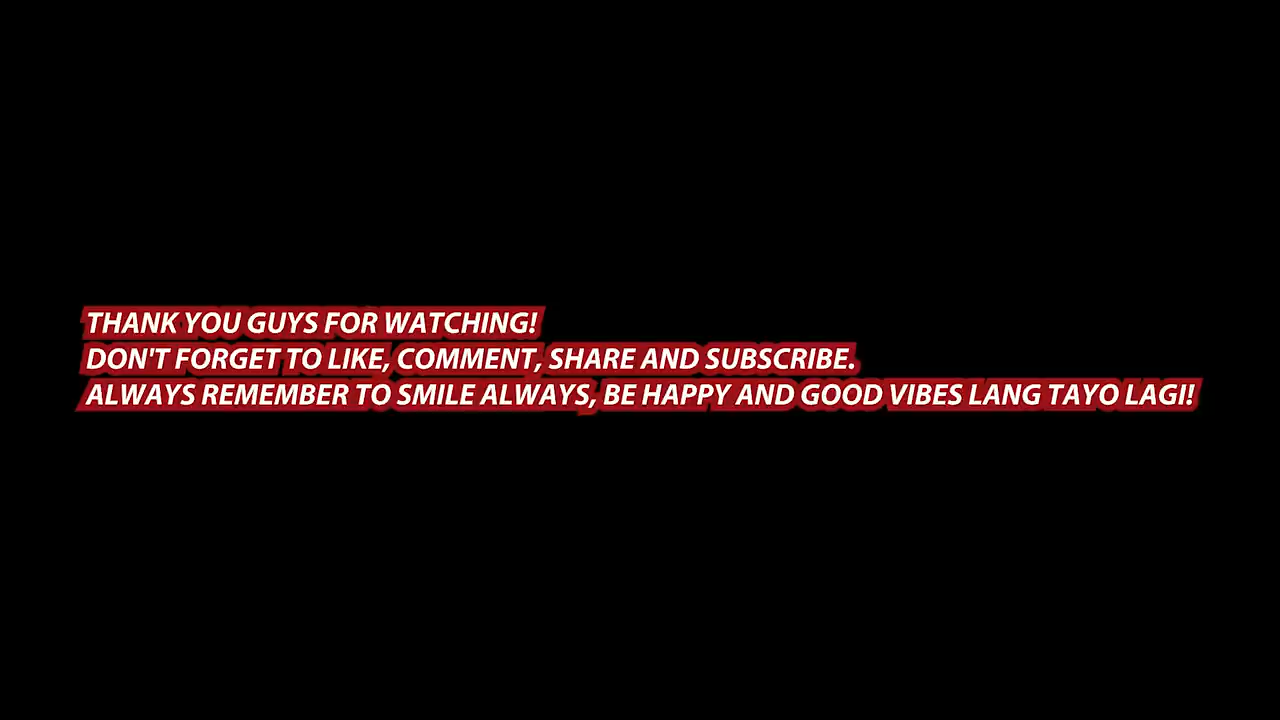 THANK YOU GUYS FOR WATCHING!
DON'T FORGET TO LIKE, COMMENT, SHARE AND SUBSCRIBE.
ALWAYS REMEMBER TO SMILE ALWAYS, BE HAPPY AND GOOD VIBES LANG TAYO LAGI!